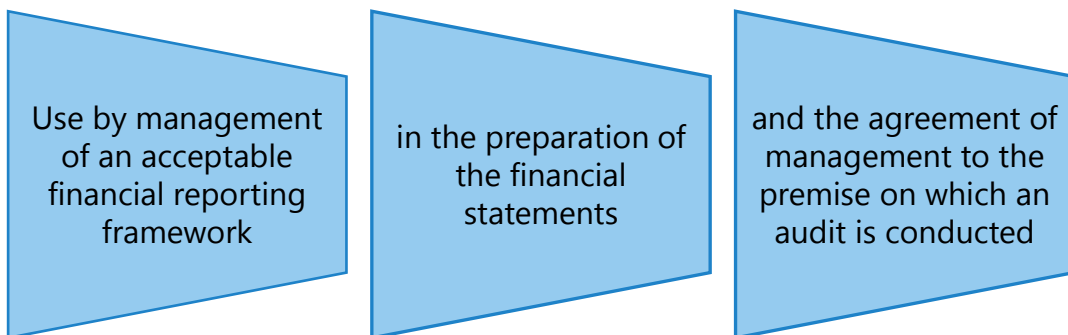 Use by management
of an acceptable
financial reporting
framework
in the preparation of
the financial
statements
and the agreement of
management to the
premise on which an
audit is conducted